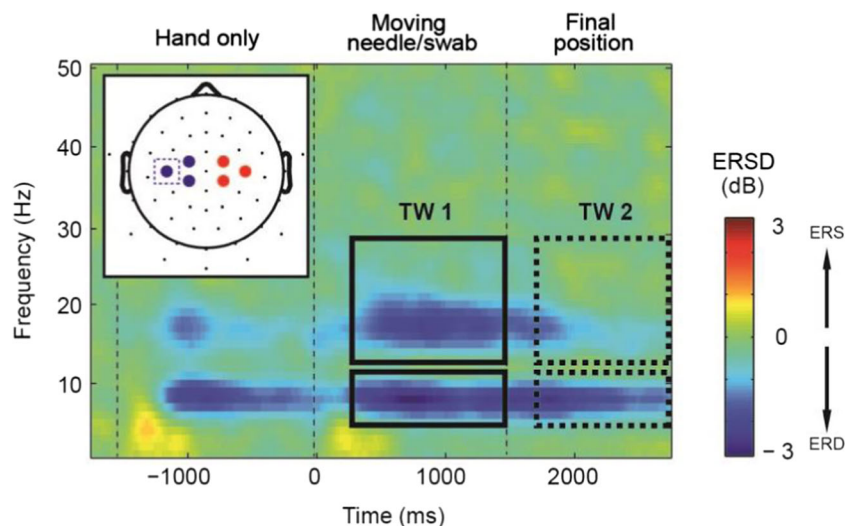 Hand only
Moving
needle/swab
Final
position
50
40
30
20
10
Frequency (Hz)
TW 1
TW 2
−1000
0
1000
2000
Time (ms)
ERSD
(dB)
3
0
− 3
ERS
ERD